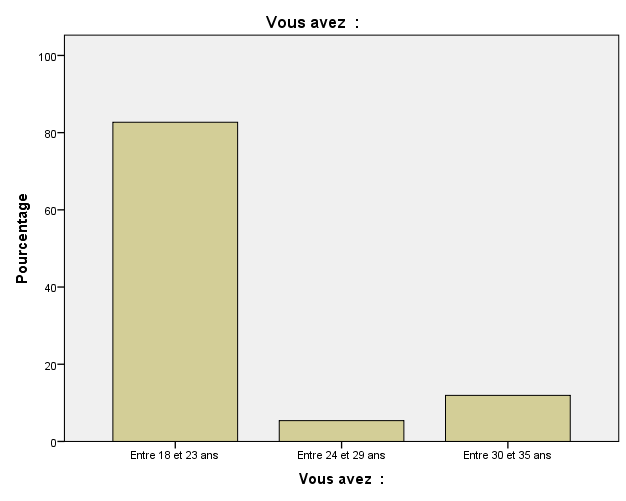 Vous avez :
Pourcentage
100
80
60
40
20
0
Entre 18 et 23 ans
Entre 24 et 29 ans
Entre 30 et 35 ans
Vous avez :